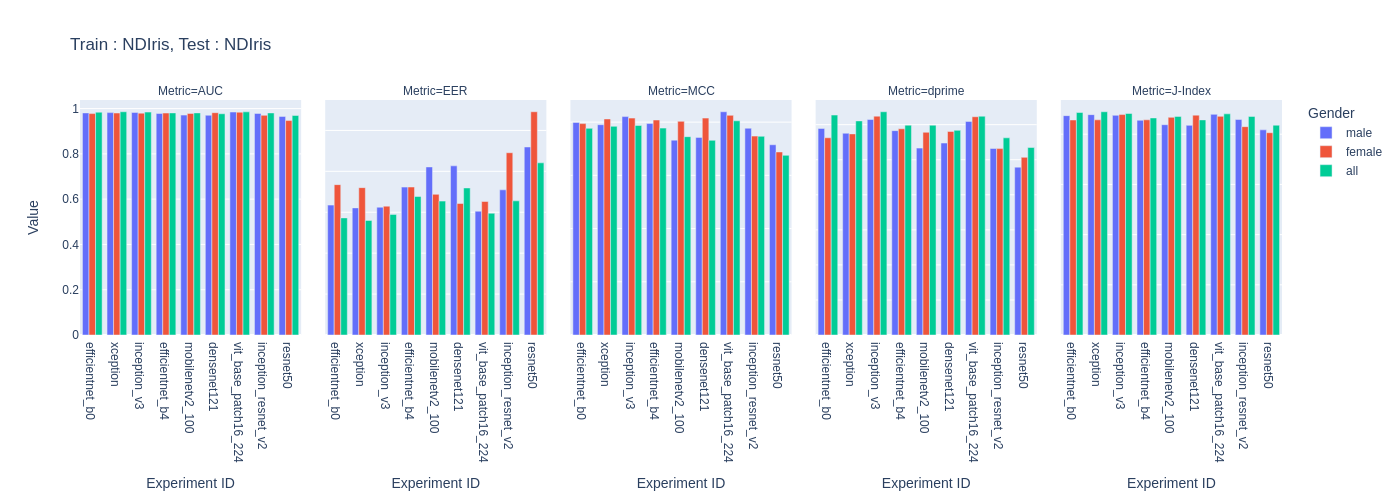 Train : NDIris, Test : NDIris
Metric=AUC
Metric=EER
Metric=MCC
Metric=dprime
Metric=J-Index
Gender
male
female
all
Value
1
0.8
0.6
0.4
0.2
0
efficientnet_b0
xception
inception_v3
efficientnet_b4
mobilenetv2_100
densenet121
vit_base_patch16_224
inception_resnet_v2
resnet50
efficientnet_b0
xception
inception_v3
efficientnet_b4
mobilenetv2_100
densenet121
vit_base_patch16_224
inception_resnet_v2
resnet50
efficientnet_b0
xception
inception_v3
efficientnet_b4
mobilenetv2_100
densenet121
vit_base_patch16_224
inception_resnet_v2
resnet50
efficientnet_b0
xception
inception_v3
efficientnet_b4
mobilenetv2_100
densenet121
vit_base_patch16_224
inception_resnet_v2
resnet50
efficientnet_b0
xception
inception_v3
efficientnet_b4
mobilenetv2_100
densenet121
vit_base_patch16_224
inception_resnet_v2
resnet50
Experiment ID
Experiment ID
Experiment ID
Experiment ID
Experiment ID